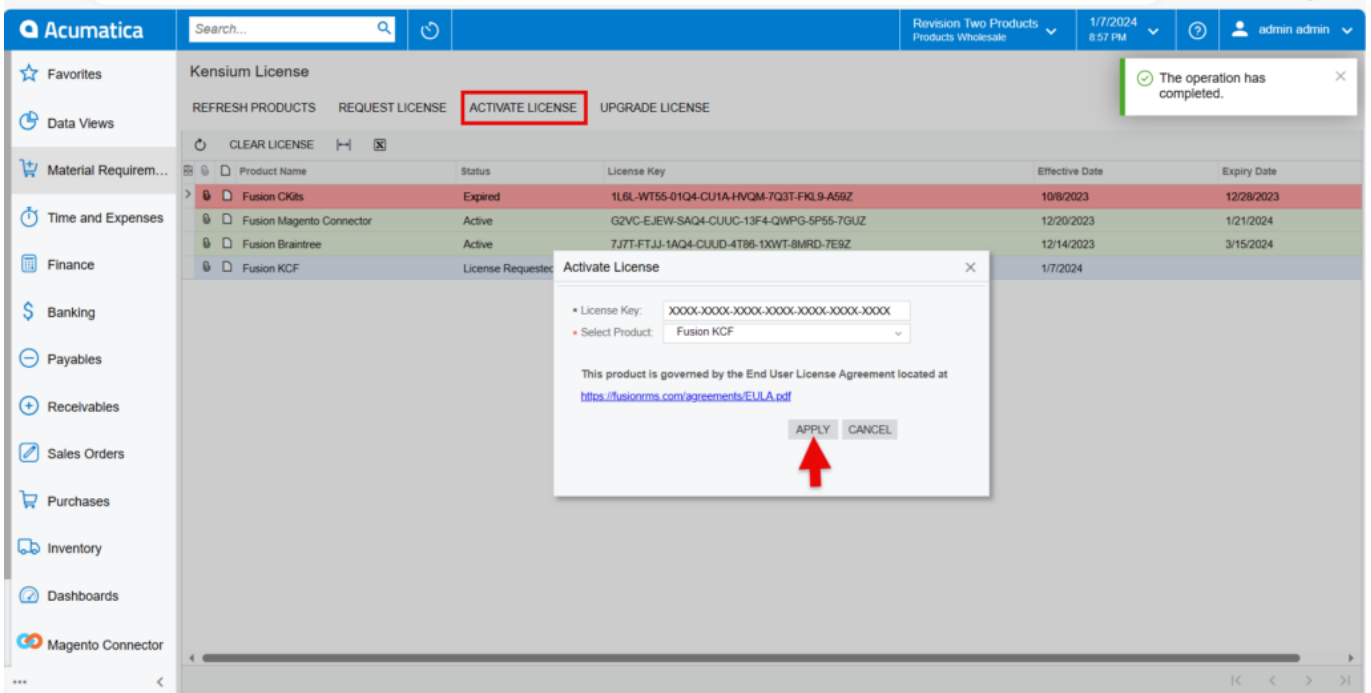 Acumatica
Search...
Revision Two Products
Products Wholesale
1/7/2024
8:57 PM
admin admin
Favorites
Data Views
Material Requirem...
Time and Expenses
Finance
Banking
Payables
Receivables
Sales Orders
Purchases
Inventory
Dashboards
Magento Connector
Kensium License
REFRESH PRODUCTS REQUEST LICENSE ACTIVATE LICENSE UPGRADE LICENSE
The operation has
completed.
CLEAR LICENSE
Product Name Status License Key Effective Date Expiry Date
Fusion CKits Expired 1L6L-WT55-01Q4-CU1A-HVQM-7Q3T-FKL9-A59Z 10/8/2023 12/28/2023
Fusion Magento Connector Active G2VC-EJEW-SAQ4-CUUC-13F4-QWPG-5P55-7GUZ 12/20/2023 1/21/2024
Fusion Braintree Active 7J7T-FTJJ-1AQ4-CUUD-4T86-1XWT-8MRD-7E9Z 12/14/2023 3/15/2024
Fusion KCF License Requested 1/7/2024
Activate License
License Key: XXXX-XXXX-XXXX-XXXX-XXXX-XXXX-XXXX
Select Product: Fusion KCF
This product is governed by the End User License Agreement located at
https://fusionrms.com/agreements/EULA.pdf
APPLY CANCEL